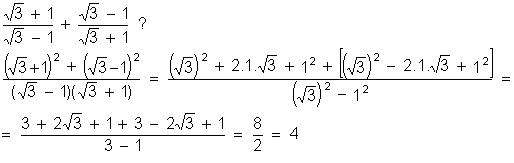 (√3 + 1)/(√3 − 1) + (√3 − 1)/(√3 + 1) ?
((√3+1)² + (√3−1)²)/((√3 − 1)(√3 + 1)) = ((√3)² + 2.1.√3 + 1² + [(√3)² − 2.1.√3 + 1²])/((√3)² − 1²) =
= (3 + 2√3 + 1 + 3 − 2√3 + 1)/(3 − 1) = 8/2 = 4